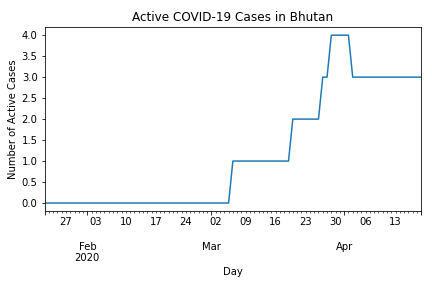 Active COVID-19 Cases in Bhutan
Number of Active Cases
4.0
3.5
3.0
2.5
2.0
1.5
1.0
0.5
0.0
27 03 10 17 24 02 09 16 23 30 06 13
Feb Mar Apr
2020
Day